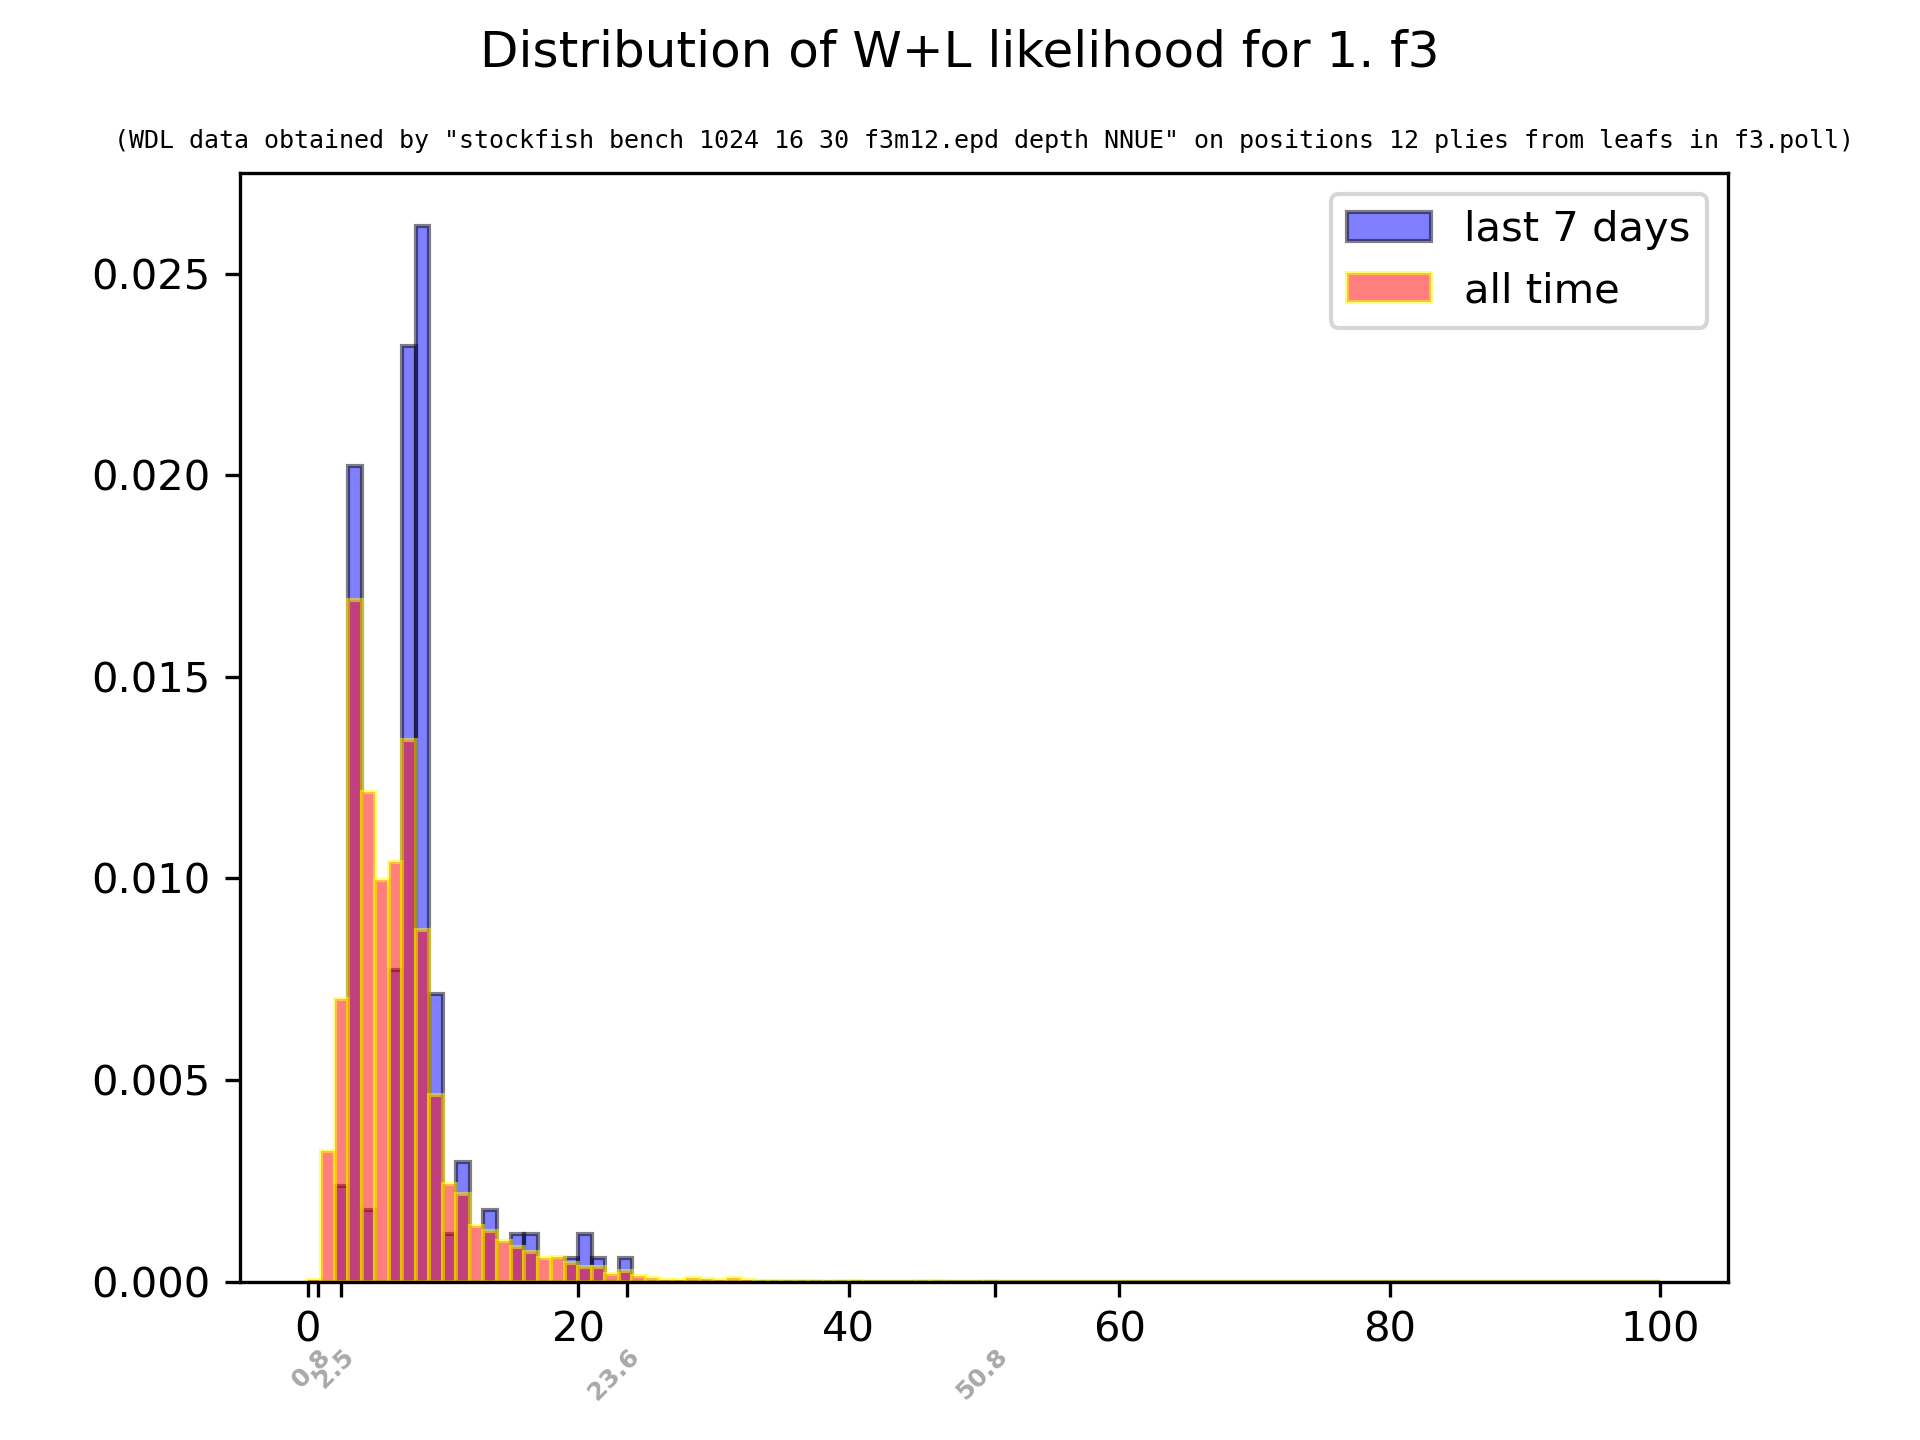 Distribution of W+L likelihood for 1. f3
(WDL data obtained by "stockfish bench 1024 16 30 f3m12.epd depth NNUE" on positions 12 plies from leafs in f3.poll)
last 7 days
all time
0.025
0.020
0.015
0.010
0.005
0.000
0 20 40 60 80 100
0.8 2.5 23.6 50.8